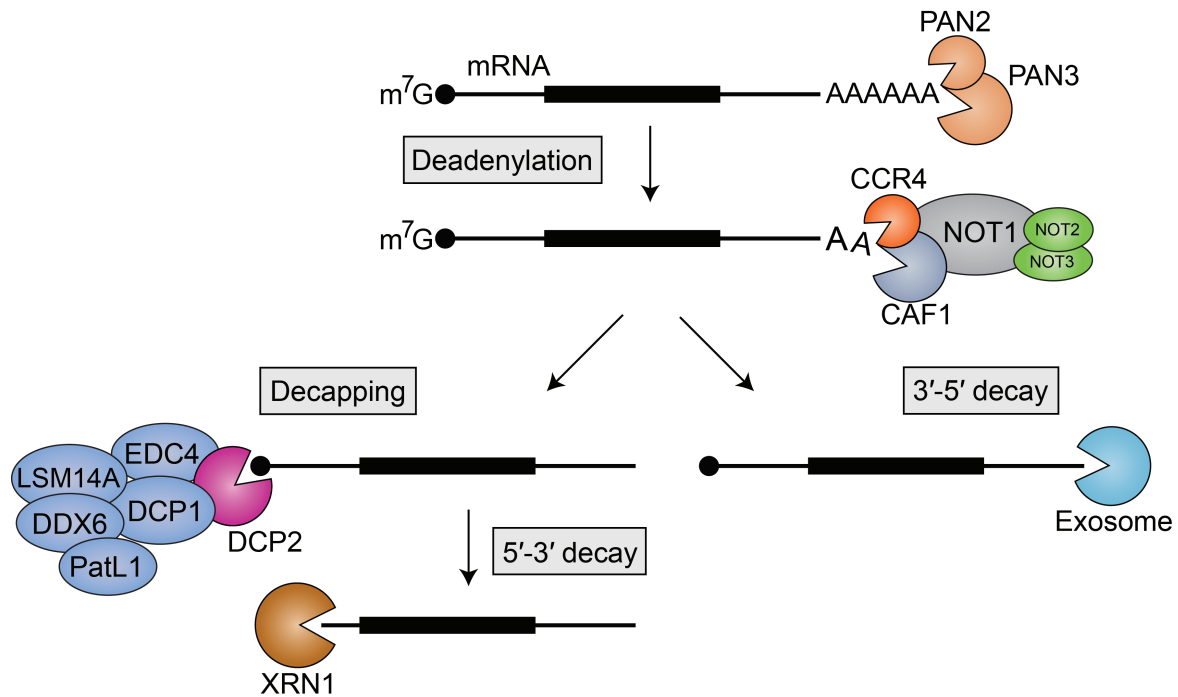 PAN2
PAN3
mRNA
m⁷G
AAAAAA
Deadenylation
CCR4
m⁷G
A A
NOT1
NOT2
NOT3
CAF1
Decapping
3′-5′ decay
EDC4
LSM14A
DCP1
DDX6
DCP2
PatL1
Exosome
5′-3′ decay
XRN1